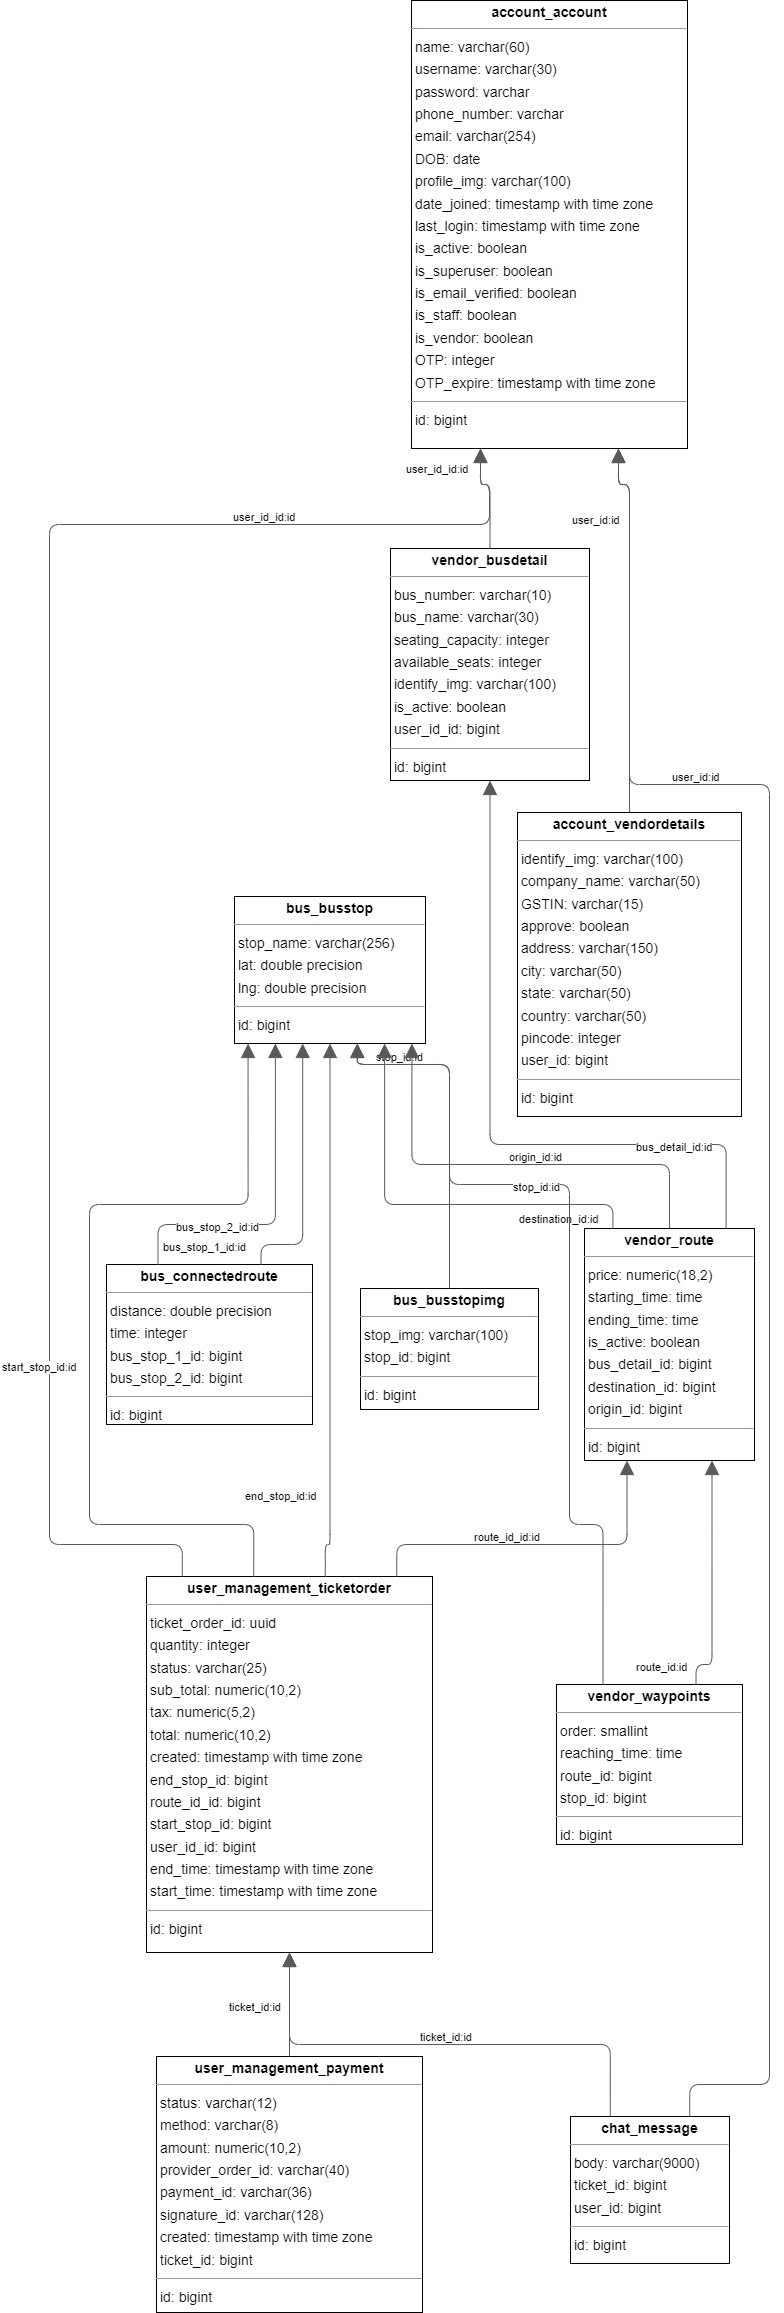 account_account
name: varchar(60)
username: varchar(30)
password: varchar
phone_number: varchar
email: varchar(254)
DOB: date
profile_img: varchar(100)
date_joined: timestamp with time zone
last_login: timestamp with time zone
is_active: boolean
is_superuser: boolean
is_email_verified: boolean
is_staff: boolean
is_vendor: boolean
OTP: integer
OTP_expire: timestamp with time zone
id: bigint
user_id_id:id
user_id_id:id
user_id:id
vendor_busdetail
bus_number: varchar(10)
bus_name: varchar(30)
seating_capacity: integer
available_seats: integer
identify_img: varchar(100)
is_active: boolean
user_id_id: bigint
id: bigint
user_id:id
account_vendordetails
identify_img: varchar(100)
company_name: varchar(50)
GSTIN: varchar(15)
approve: boolean
address: varchar(150)
city: varchar(50)
state: varchar(50)
country: varchar(50)
pincode: integer
user_id: bigint
id: bigint
bus_busstop
stop_name: varchar(256)
lat: double precision
lng: double precision
id: bigint
stop_id:id
bus_detail_id:id
origin_id:id
stop_id:id
destination_id:id
bus_stop_2_id:id
bus_stop_1_id:id
vendor_route
price: numeric(18,2)
starting_time: time
ending_time: time
is_active: boolean
bus_detail_id: bigint
destination_id: bigint
origin_id: bigint
id: bigint
bus_connectedroute
distance: double precision
time: integer
bus_stop_1_id: bigint
bus_stop_2_id: bigint
id: bigint
bus_busstopimg
stop_img: varchar(100)
stop_id: bigint
id: bigint
start_stop_id:id
end_stop_id:id
route_id_id:id
user_management_ticketorder
ticket_order_id: uuid
quantity: integer
status: varchar(25)
sub_total: numeric(10,2)
tax: numeric(5,2)
total: numeric(10,2)
created: timestamp with time zone
end_stop_id: bigint
route_id_id: bigint
start_stop_id: bigint
user_id_id: bigint
end_time: timestamp with time zone
start_time: timestamp with time zone
id: bigint
route_id:id
vendor_waypoints
order: smallint
reaching_time: time
route_id: bigint
stop_id: bigint
id: bigint
ticket_id:id
ticket_id:id
user_management_payment
status: varchar(12)
method: varchar(8)
amount: numeric(10,2)
provider_order_id: varchar(40)
payment_id: varchar(36)
signature_id: varchar(128)
created: timestamp with time zone
ticket_id: bigint
id: bigint
chat_message
body: varchar(9000)
ticket_id: bigint
user_id: bigint
id: bigint